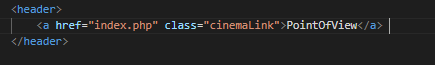 <header>
<a href="index.php" class="cinemaLink">PointOfView</a>
</header>